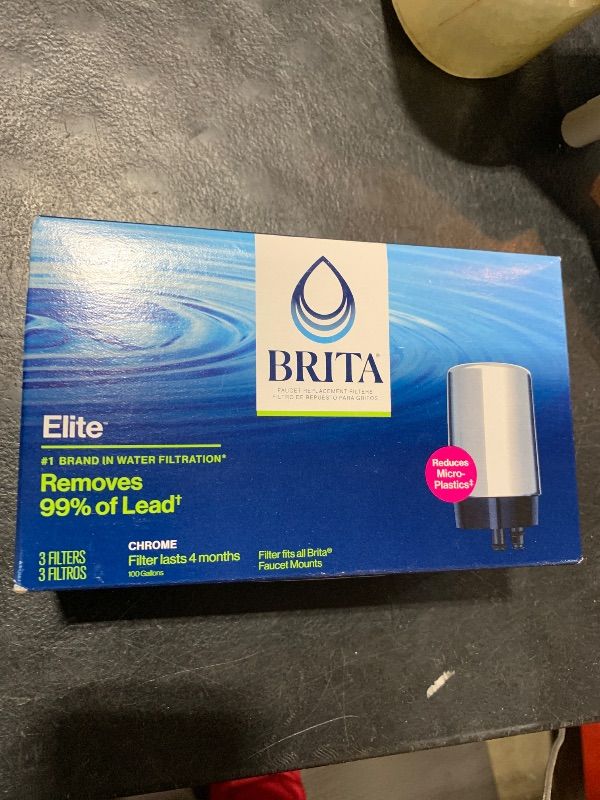 BRITA®
FAUCET REPLACEMENT FILTERS
FILTRO DE REPUESTO PARA GRIFOS
Elite™
#1 BRAND IN WATER FILTRATION*
Removes
99% of Lead†
Reduces
Micro-
Plastics‡
3 FILTERS
3 FILTROS
CHROME
Filter lasts 4 months
100 Gallons
Filter fits all Brita®
Faucet Mounts